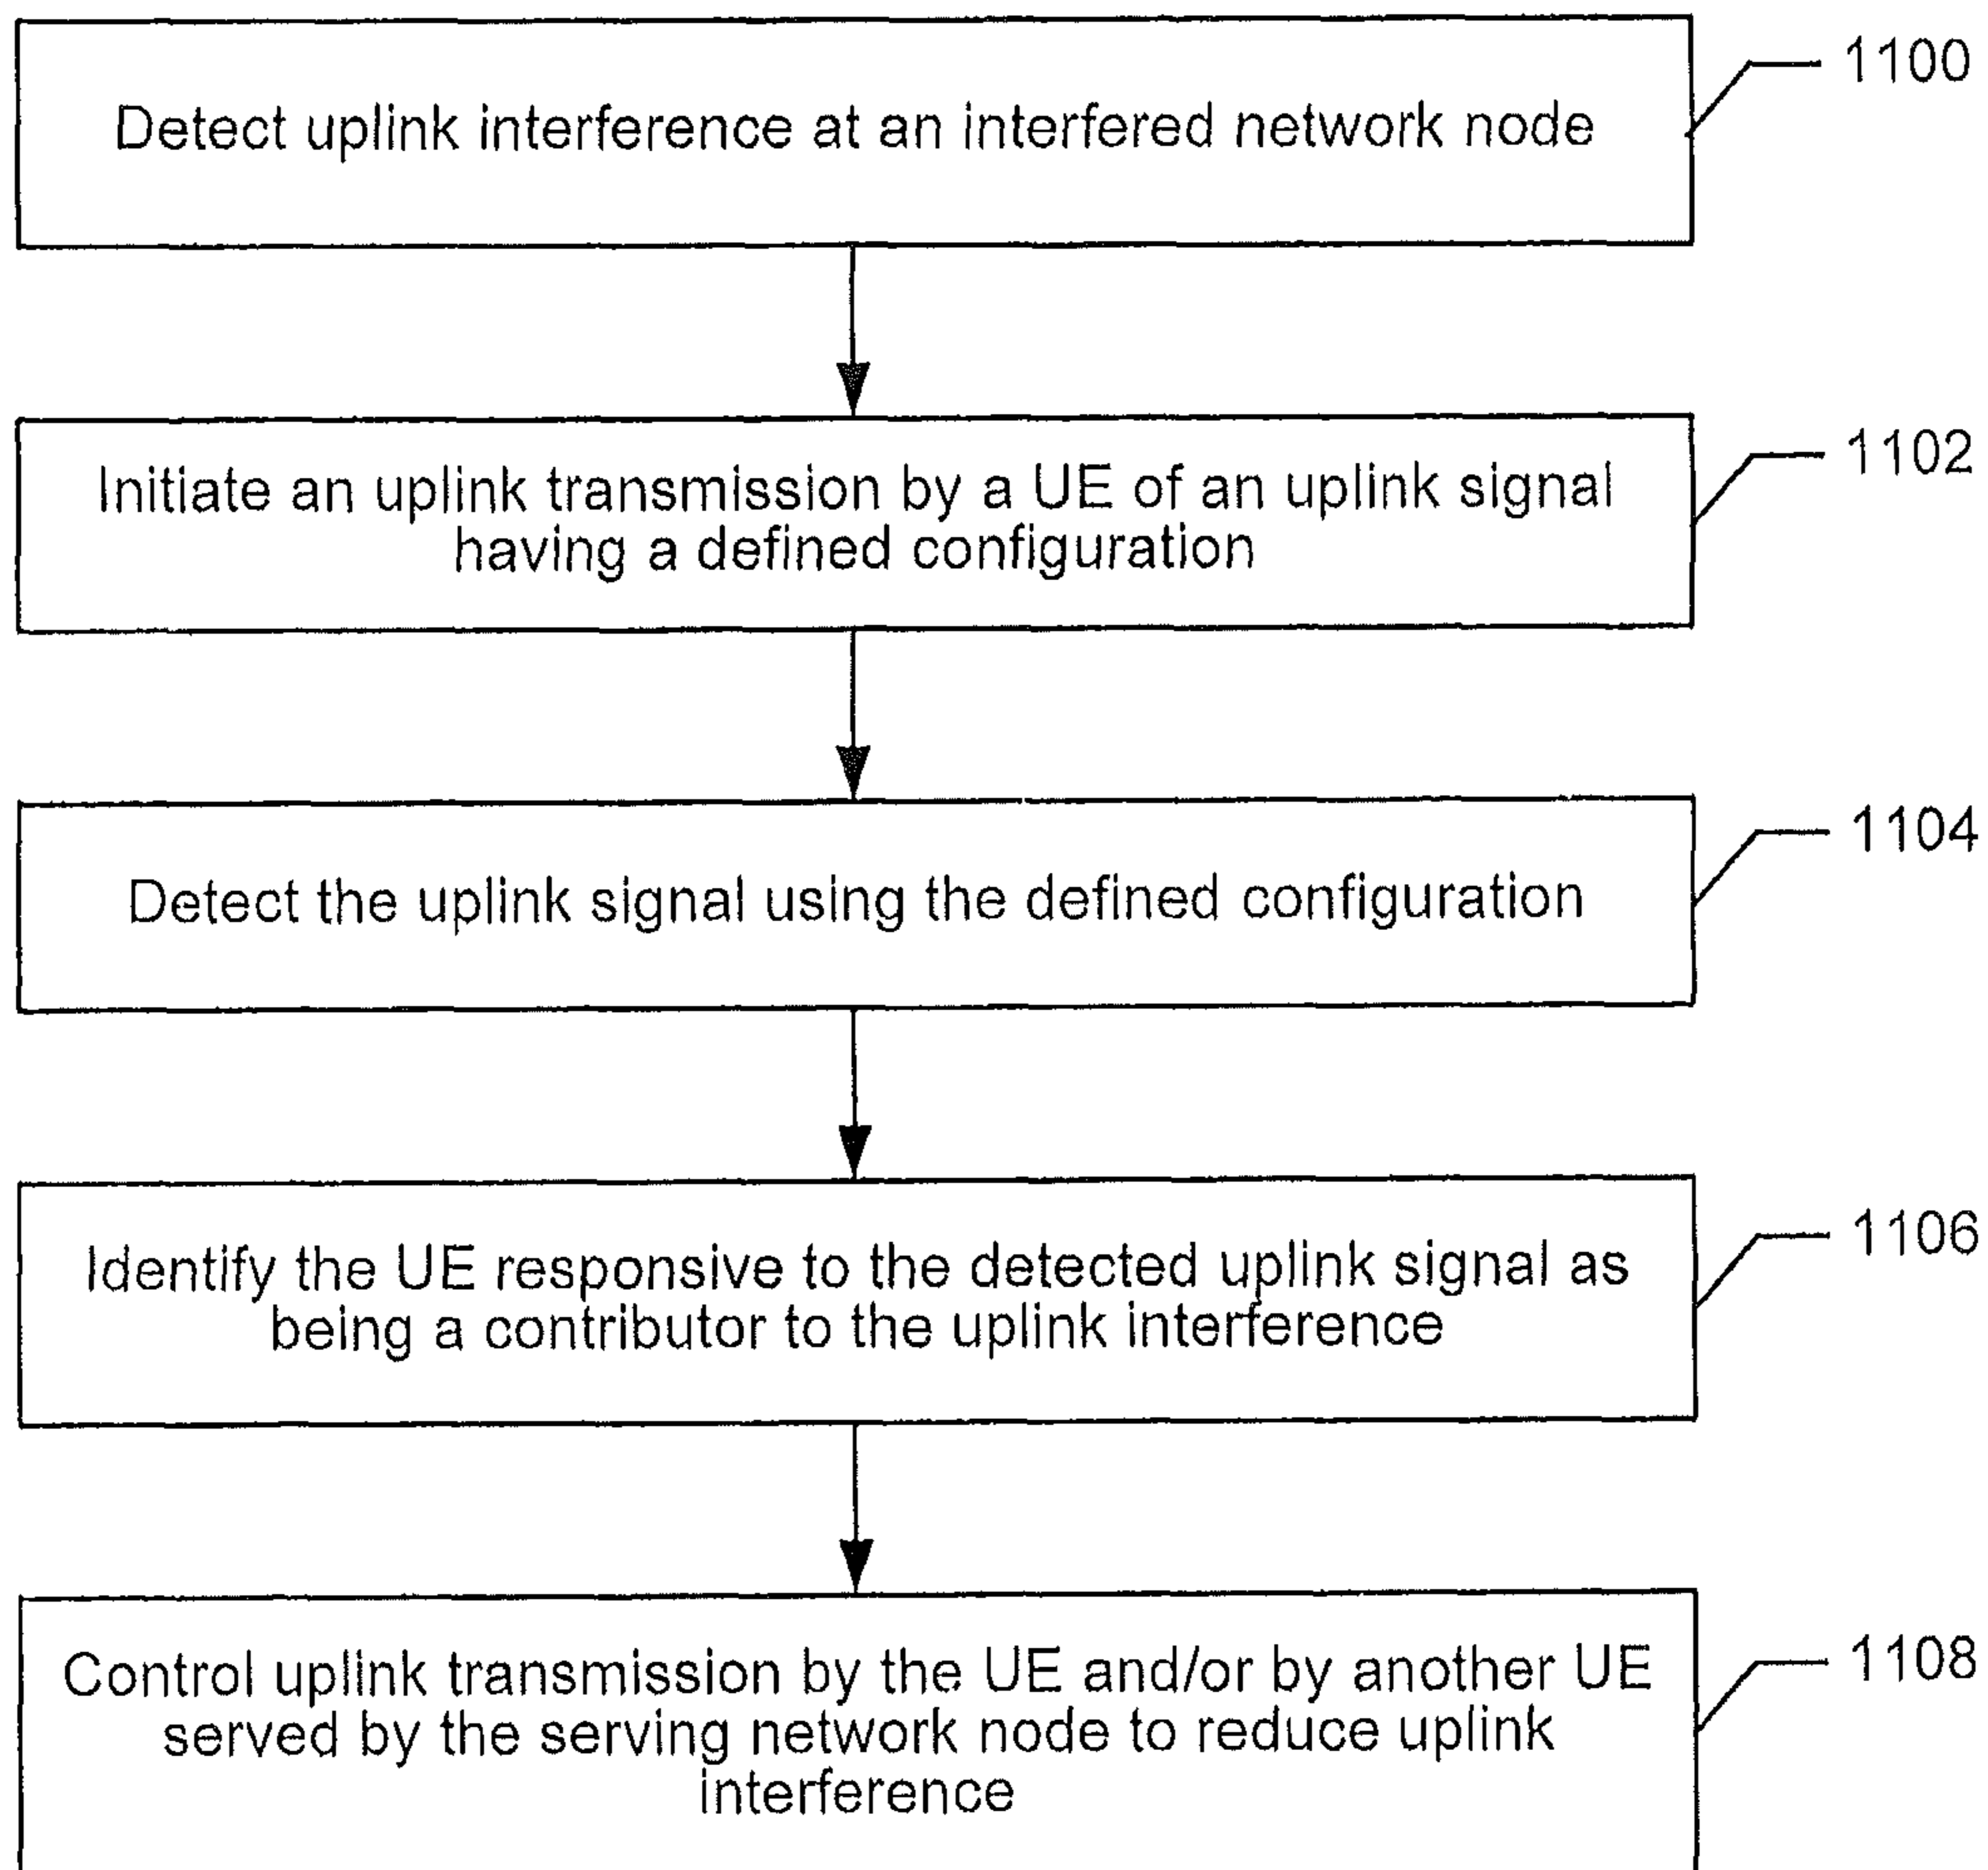 1100
Detect uplink interference at an interfered network node
1102
Initiate an uplink transmission by a UE of an uplink signal
having a defined configuration
1104
Detect the uplink signal using the defined configuration
1106
Identify the UE responsive to the detected uplink signal as
being a contributor to the uplink interference
1108
Control uplink transmission by the UE and/or by another UE
served by the serving network node to reduce uplink
interference